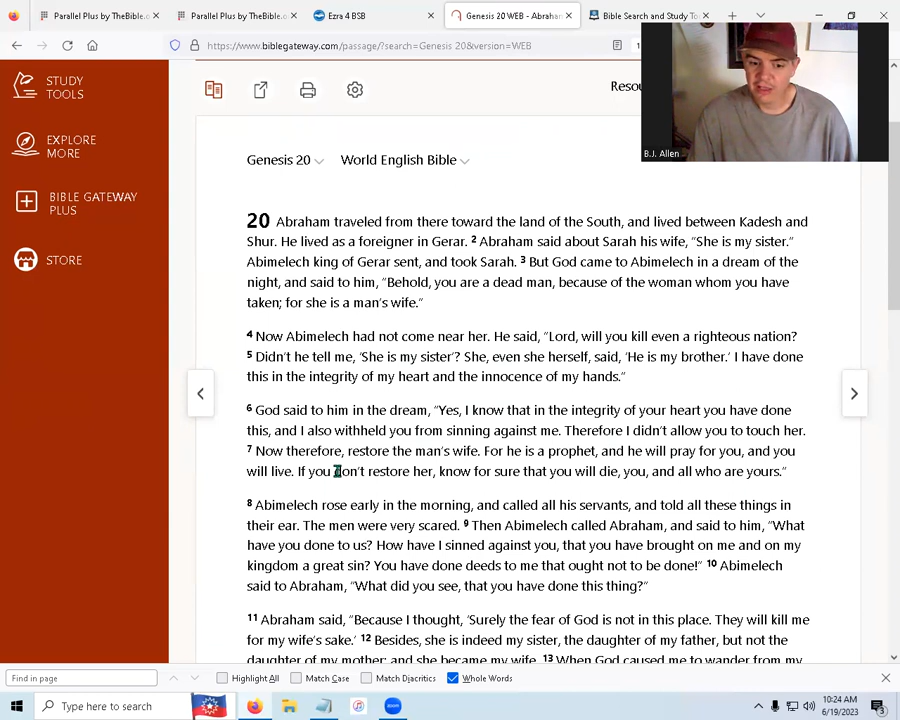 Parallel Plus by TheBible.o
Parallel Plus by TheBible.o
Ezra 4 BSB
Genesis 20 WEB - Abraham
Bible Search and Study To
https://www.biblegateway.com/passage/?search=Genesis 20&version=WEB
STUDY
TOOLS
EXPLORE
MORE
BIBLE GATEWAY
PLUS
STORE
B.J. Allen
Genesis 20
World English Bible
20 Abraham traveled from there toward the land of the South, and lived between Kadesh and
Shur. He lived as a foreigner in Gerar. 2 Abraham said about Sarah his wife, “She is my sister.”
Abimelech king of Gerar sent, and took Sarah. 3 But God came to Abimelech in a dream of the
night, and said to him, “Behold, you are a dead man, because of the woman whom you have
taken; for she is a man’s wife.”
4 Now Abimelech had not come near her. He said, “Lord, will you kill even a righteous nation?
5 Didn’t he tell me, ‘She is my sister’? She, even she herself, said, ‘He is my brother.’ I have done
this in the integrity of my heart and the innocence of my hands.”
6 God said to him in the dream, “Yes, I know that in the integrity of your heart you have done
this, and I also withheld you from sinning against me. Therefore I didn’t allow you to touch her.
7 Now therefore, restore the man’s wife. For he is a prophet, and he will pray for you, and you
will live. If you don’t restore her, know for sure that you will die, you, and all who are yours.”
8 Abimelech rose early in the morning, and called all his servants, and told all these things in
their ear. The men were very scared. 9 Then Abimelech called Abraham, and said to him, “What
have you done to us? How have I sinned against you, that you have brought on me and on my
kingdom a great sin? You have done deeds to me that ought not to be done!” 10 Abimelech
said to Abraham, “What did you see, that you have done this thing?”
11 Abraham said, “Because I thought, ‘Surely the fear of God is not in this place. They will kill me
for my wife’s sake.’ 12 Besides, she is indeed my sister, the daughter of my father, but not the
daughter of my mother; and she became my wife. 13 When God caused me to wander from my
Find in page
Highlight All
Match Case
Match Diacritics
Whole Words
Type here to search
10:24 AM
6/19/2023
3